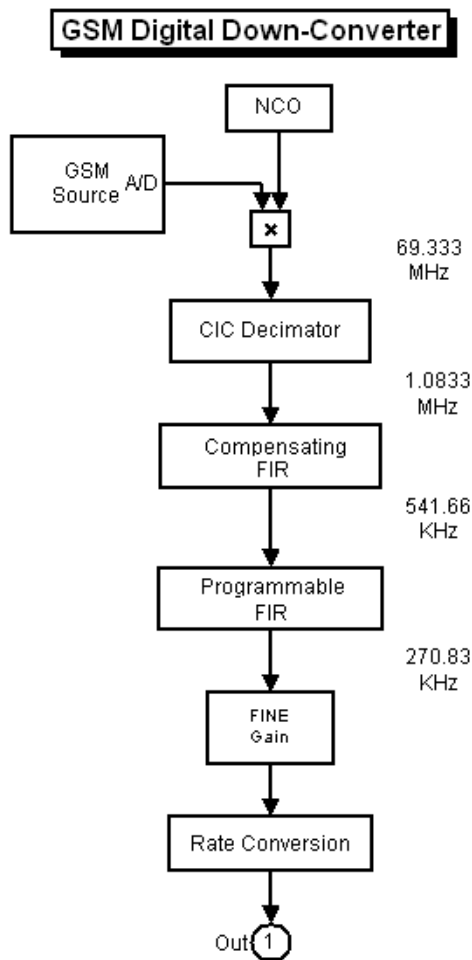 GSM Digital Down-Converter
NCO
GSM
Source
A/D
×
69.333
MHz
CIC Decimator
1.0833
MHz
Compensating
FIR
541.66
KHz
Programmable
FIR
270.83
KHz
FINE
Gain
Rate Conversion
Out 1